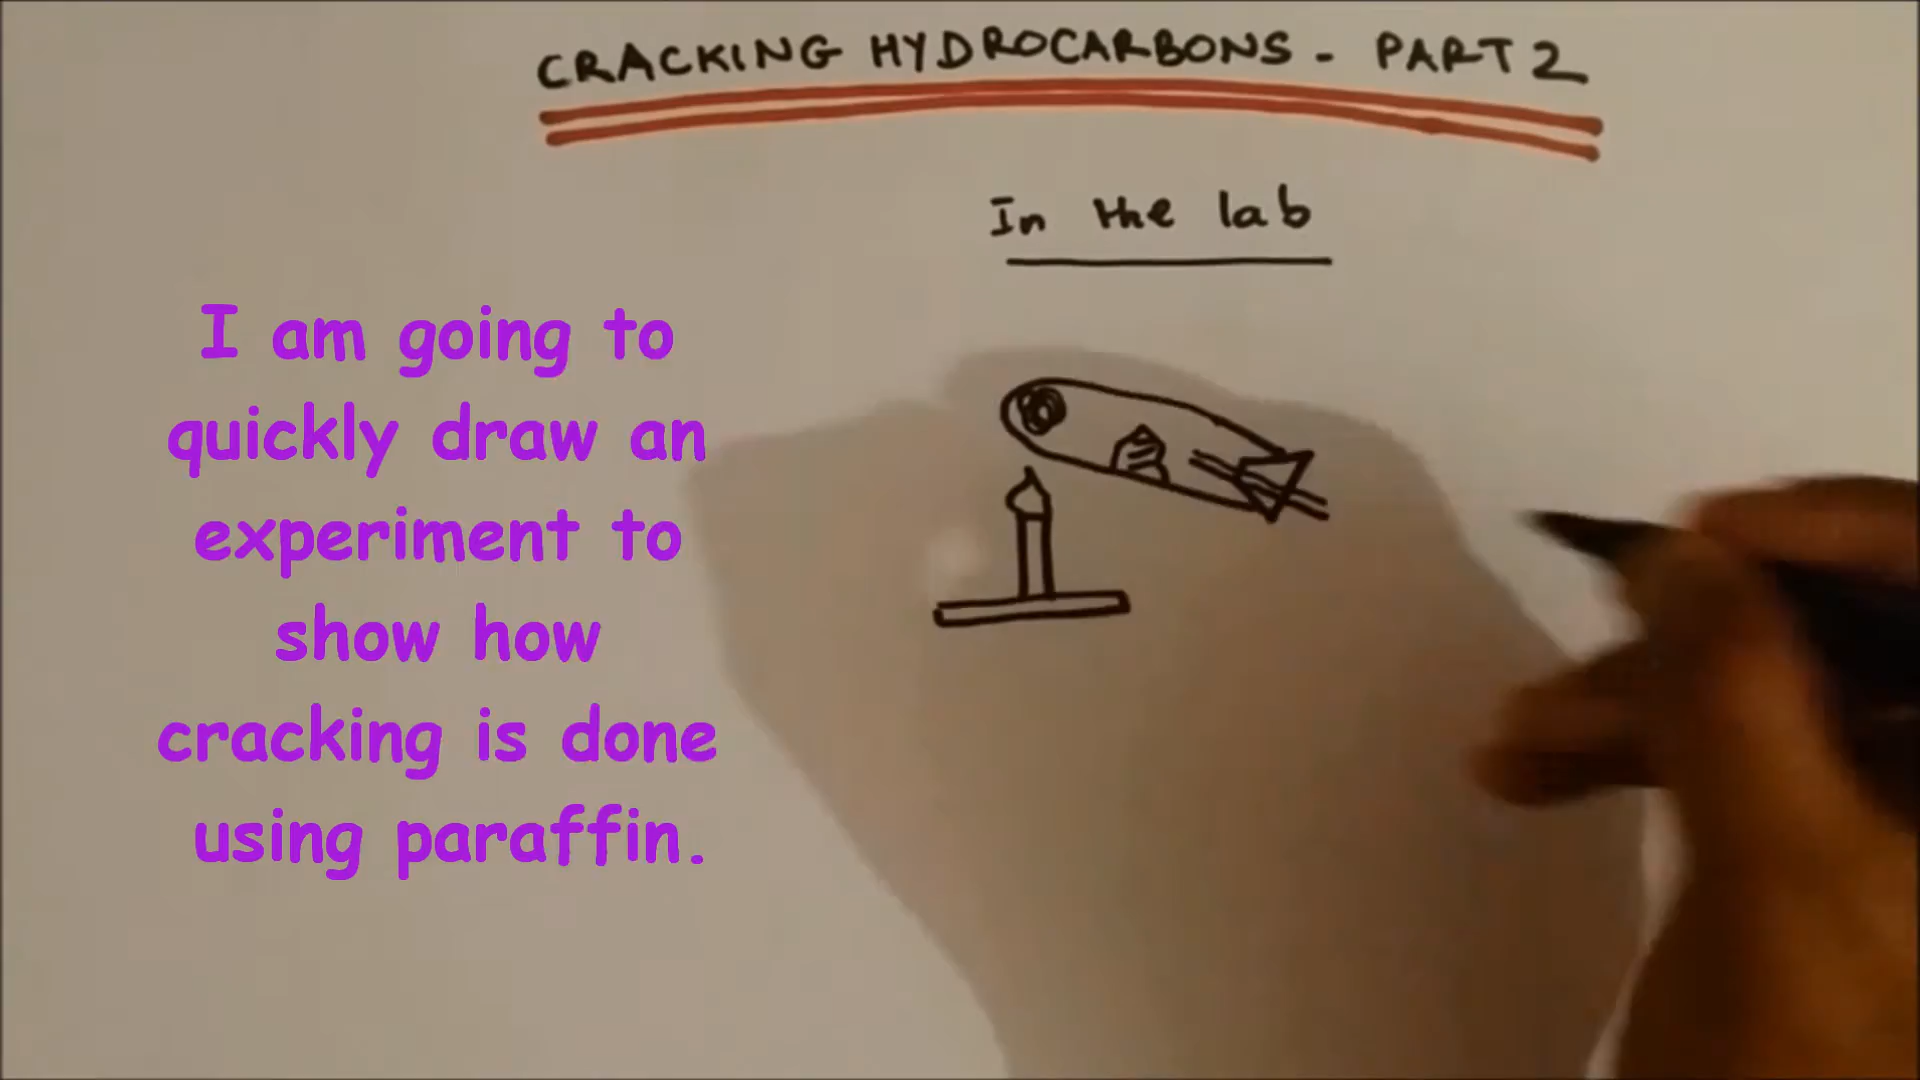 CRACKING HYDROCARBONS - PART 2
In the lab
I am going to
quickly draw an
experiment to
show how
cracking is done
using paraffin.